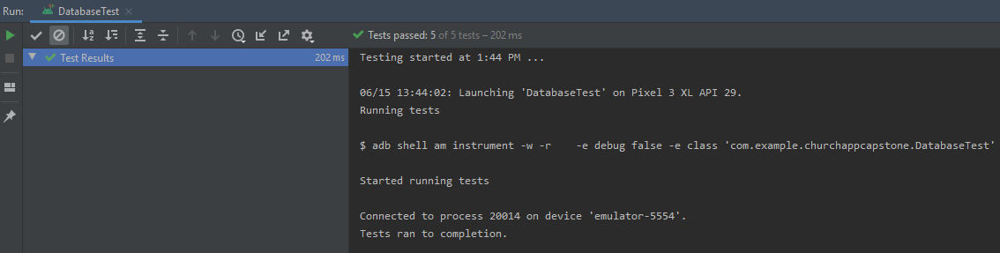 Run: DatabaseTest
Tests passed: 5 of 5 tests – 202 ms
Test Results 202 ms
Testing started at 1:44 PM ...
06/15 13:44:02: Launching 'DatabaseTest' on Pixel 3 XL API 29.
Running tests
$ adb shell am instrument -w -r    -e debug false -e class 'com.example.churchappcapstone.DatabaseTest'
Started running tests
Connected to process 20014 on device 'emulator-5554'.
Tests ran to completion.